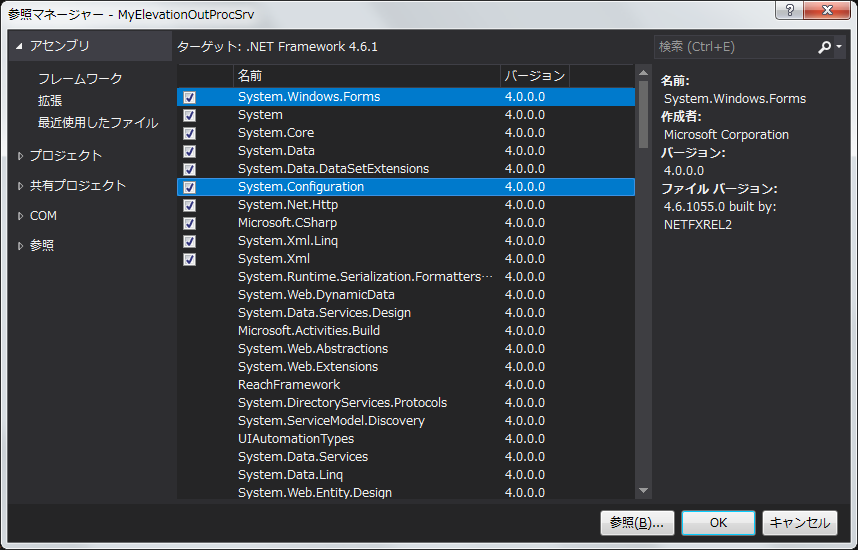 参照マネージャー - MyElevationOutProcSrv
?
アセンブリ
フレームワーク
拡張
最近使用したファイル
プロジェクト
共有プロジェクト
COM
参照
ターゲット: .NET Framework 4.6.1
検索 (Ctrl+E)
名前 バージョン
System.Windows.Forms 4.0.0.0
System 4.0.0.0
System.Core 4.0.0.0
System.Data 4.0.0.0
System.Data.DataSetExtensions 4.0.0.0
System.Configuration 4.0.0.0
System.Net.Http 4.0.0.0
Microsoft.CSharp 4.0.0.0
System.Xml.Linq 4.0.0.0
System.Xml 4.0.0.0
System.Runtime.Serialization.Formatters… 4.0.0.0
System.Web.DynamicData 4.0.0.0
System.Data.Services.Design 4.0.0.0
Microsoft.Activities.Build 4.0.0.0
System.Web.Abstractions 4.0.0.0
System.Web.Extensions 4.0.0.0
ReachFramework 4.0.0.0
System.DirectoryServices.Protocols 4.0.0.0
System.ServiceModel.Discovery 4.0.0.0
UIAutomationTypes 4.0.0.0
System.Data.Services 4.0.0.0
System.Data.Linq 4.0.0.0
System.Web.Entity.Design 4.0.0.0
名前:
System.Windows.Forms
作成者:
Microsoft Corporation
バージョン:
4.0.0.0
ファイル バージョン:
4.6.1055.0 built by:
NETFXREL2
参照(B)... OK キャンセル